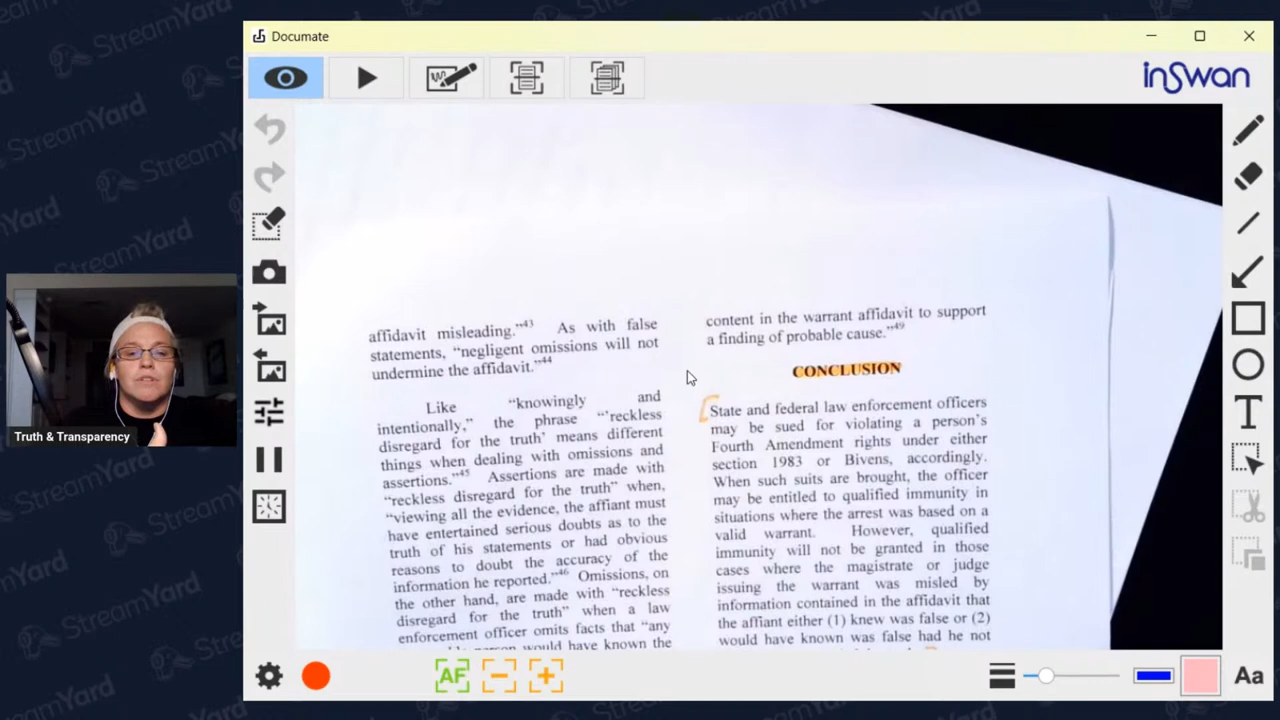 Documate
inSwan
StreamYard
affidavit misleading.”43 As with false
statements, “negligent omissions will not
undermine the affidavit.”44
Like “knowingly and
intentionally,” the phrase “‘reckless
disregard for the truth’ means different
things when dealing with omissions and
assertions.”45 Assertions are made with
“reckless disregard for the truth” when,
“viewing all the evidence, the affiant must
have entertained serious doubts as to the
truth of his statements or had obvious
reasons to doubt the accuracy of the
information he reported.”46 Omissions, on
the other hand, are made with “reckless
disregard for the truth” when a law
enforcement officer omits facts that “any
would have known the
content in the warrant affidavit to support
a finding of probable cause.”49
CONCLUSION
State and federal law enforcement officers
may be sued for violating a person’s
Fourth Amendment rights under either
section 1983 or Bivens, accordingly.
When such suits are brought, the officer
may be entitled to qualified immunity in
situations where the arrest was based on a
valid warrant. However, qualified
immunity will not be granted in those
cases where the magistrate or judge
issuing the warrant was misled by
information contained in the affidavit that
the affiant either (1) knew was false or (2)
would have known was false had he not
Truth & Transparency
AF
T
Aa